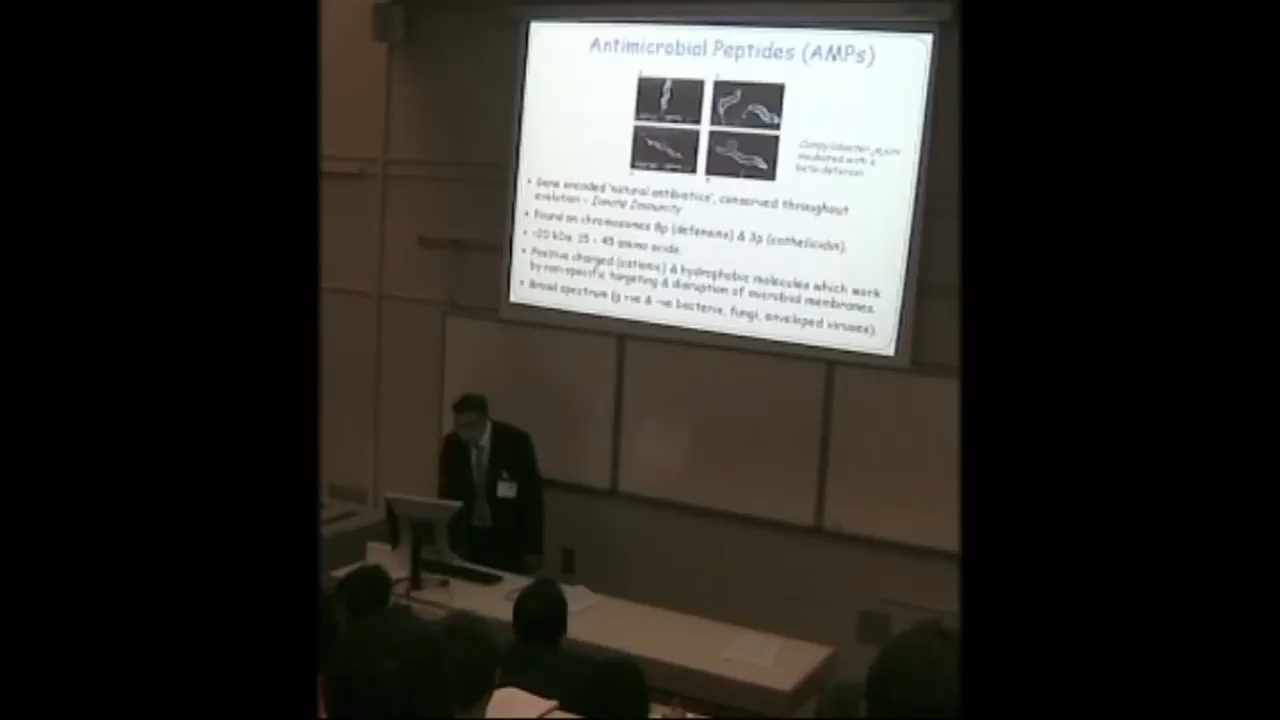 Antimicrobial Peptides (AMPs)
Campylobacter jejuni
incubated with a
beta-defensin
• Gene encoded 'natural antibiotics', conserved throughout
evolution - Innate Immunity
• Found on chromosomes 8p (defensins) & 3p (cathelicidin).
• <20 kDa 15 - 45 amino acids.
• Positive charged (cationic) & hydrophobic molecules which work
by non-specific targeting & disruption of microbial membranes.
• Broad spectrum (g +ve & -ve bacteria, fungi, enveloped viruses).